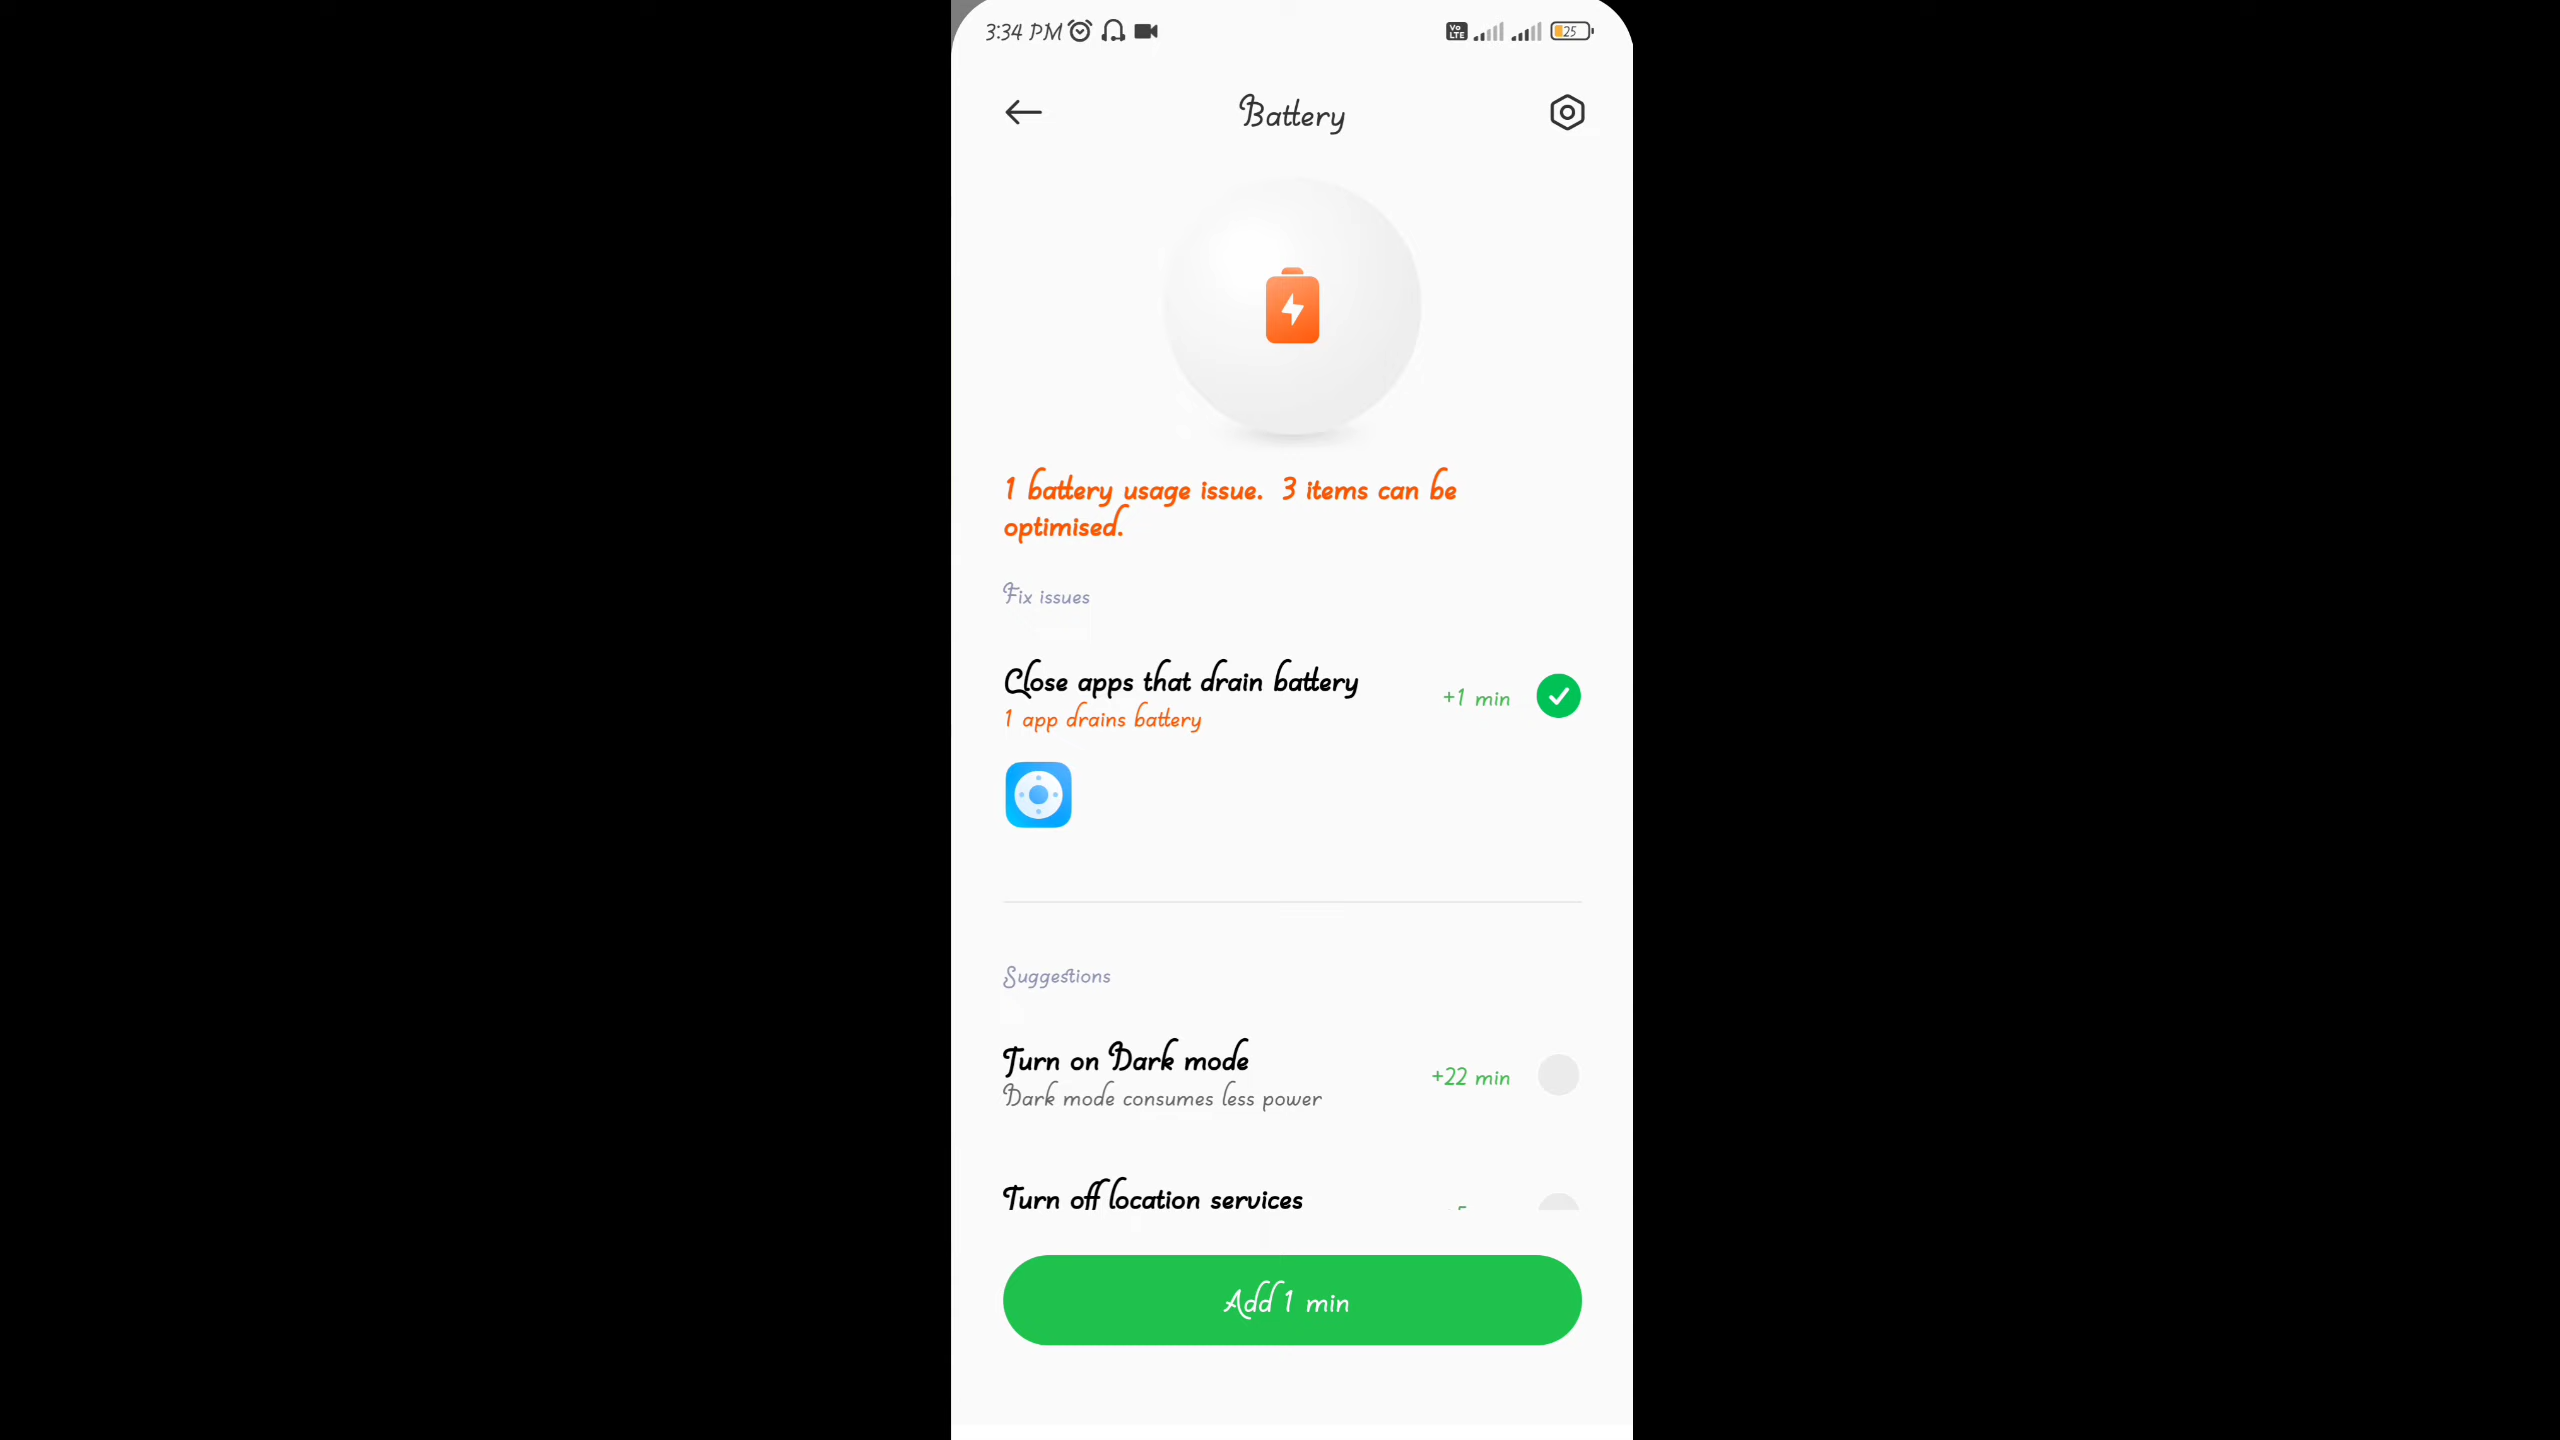 3:34 PM
Vo LTE
25
Battery
1 battery usage issue. 3 items can be
optimised.
Fix issues
Close apps that drain battery
+1 min
1 app drains battery
Suggestions
Turn on Dark mode
+22 min
Dark mode consumes less power
Turn off location services
Add 1 min